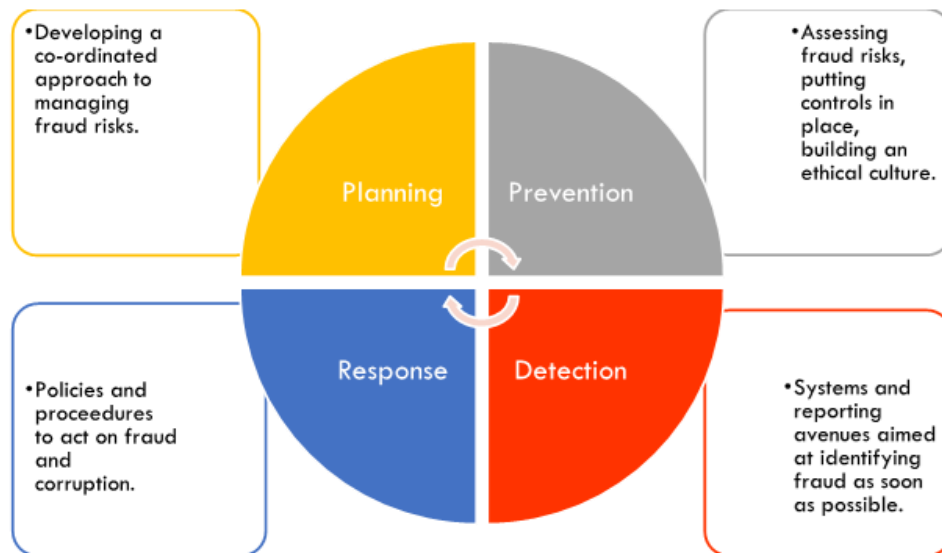 •Developing a
co-ordinated
approach to
managing
fraud risks.
•Assessing
fraud risks,
putting
controls in
place,
building an
ethical culture.
Planning
Prevention
Response
Detection
•Policies and
proceedures
to act on fraud
and
corruption.
•Systems and
reporting
avenues aimed
at identifying
fraud as soon
as possible.